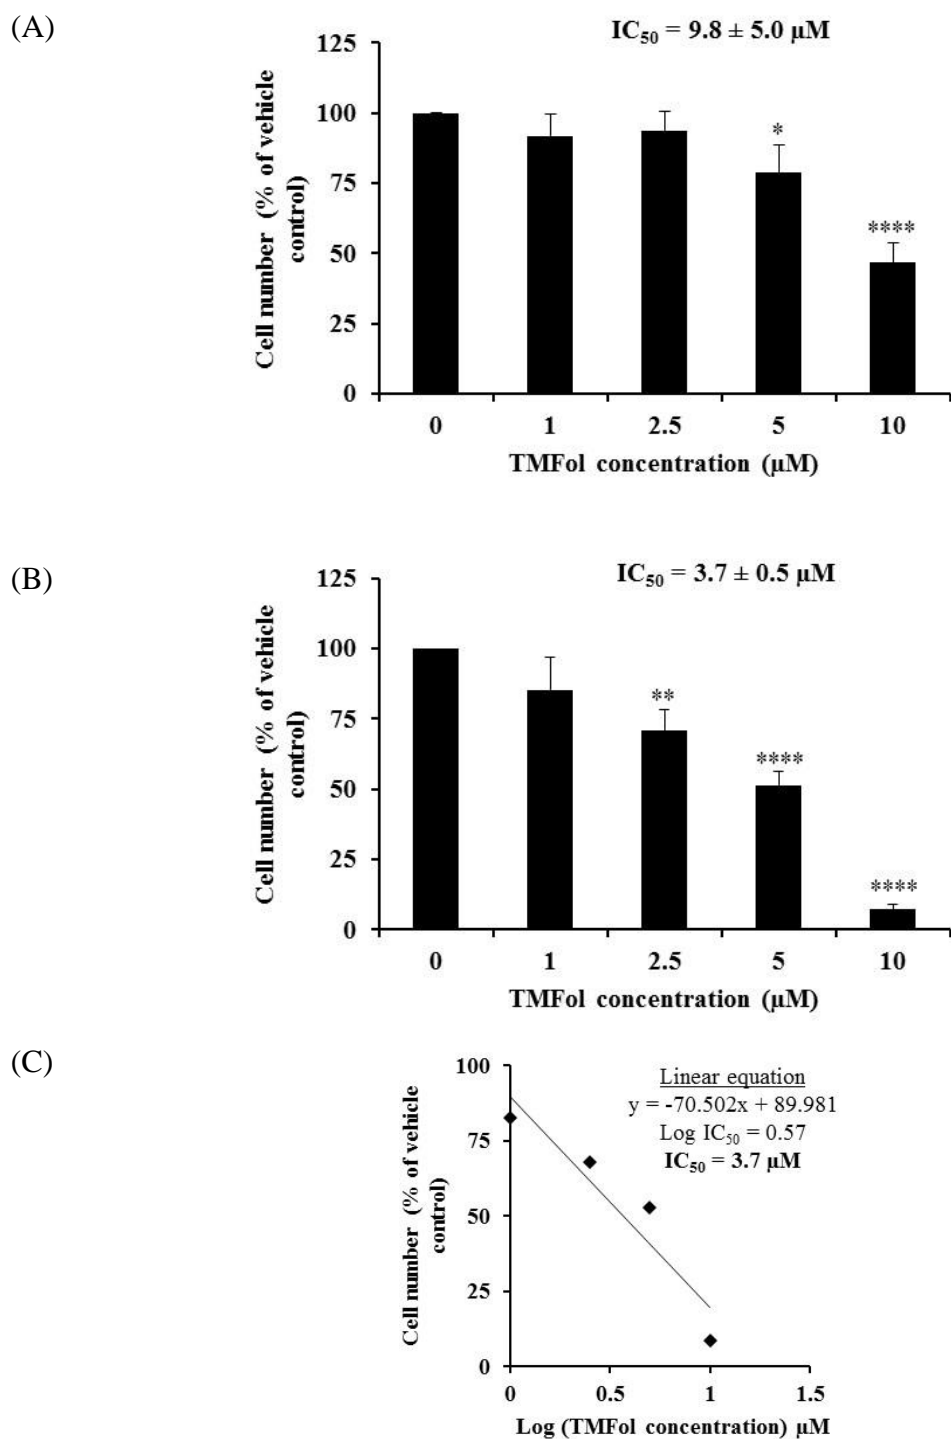 (A)
IC50 = 9.8 ± 5.0 µM
Cell number (% of vehicle
control)
125
100
75
50
25
0
*
****
0 1 2.5 5 10
TMFol concentration (µM)
(B)
IC50 = 3.7 ± 0.5 µM
Cell number (% of vehicle
control)
125
100
75
50
25
0
**
****
****
0 1 2.5 5 10
TMFol concentration (µM)
(C)
Cell number (% of vehicle
control)
100
75
50
25
0
Linear equation
y = -70.502x + 89.981
Log IC50 = 0.57
IC50 = 3.7 µM
0 0.5 1 1.5
Log (TMFol concentration) µM